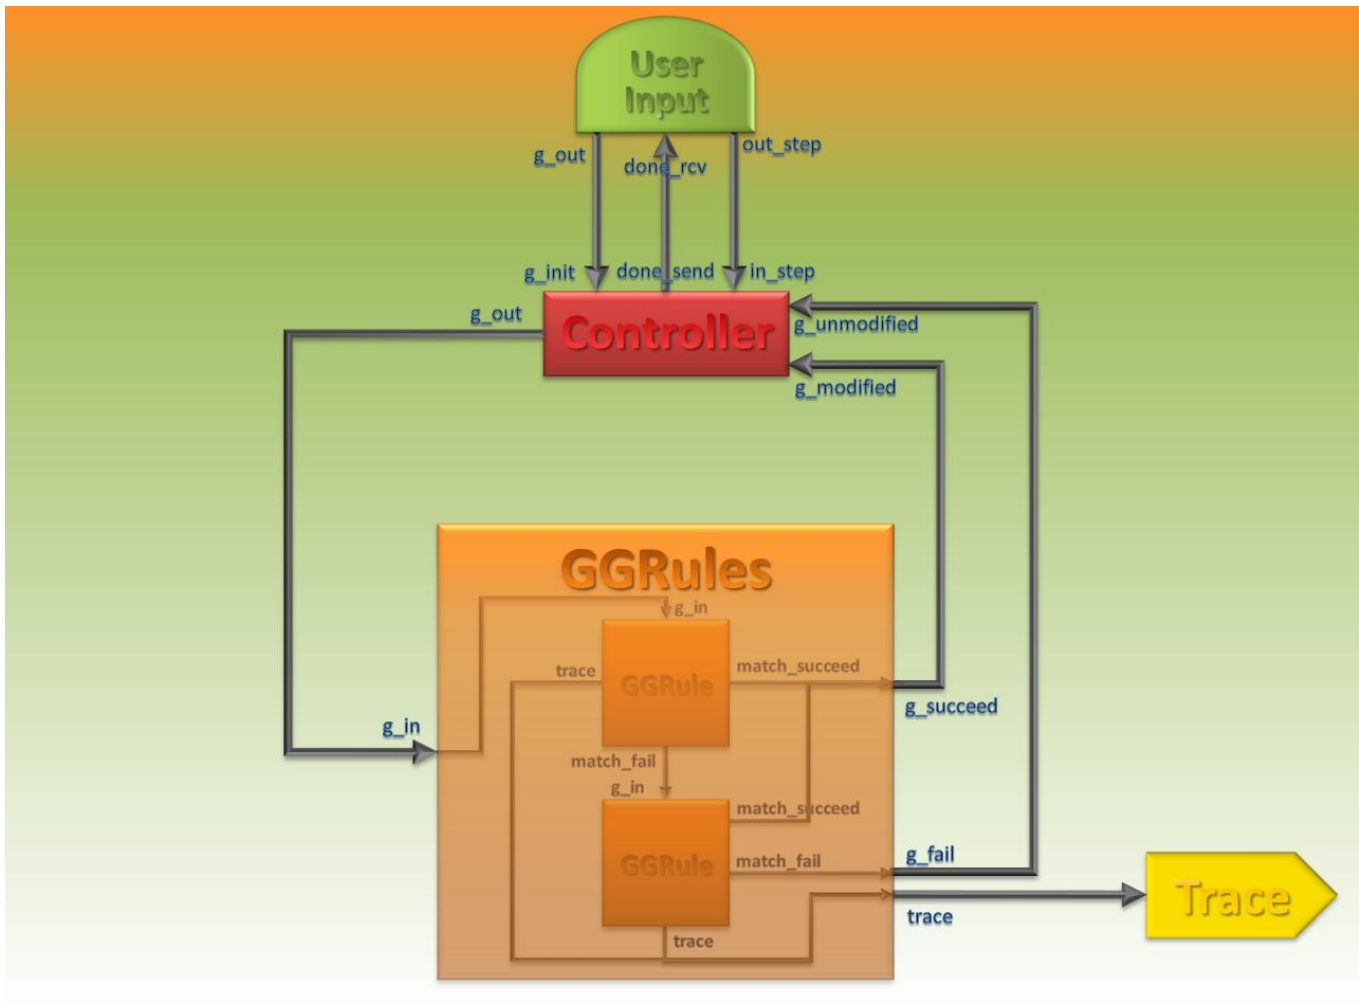 User
Input
g_out
done_rcv
out_step
g_init
done_send
in_step
g_out
Controller
g_unmodified
g_modified
GGRules
g_in
trace
GGRule
match_succeed
g_succeed
g_in
match_fail
g_in
match_succeed
GGRule
match_fail
g_fail
trace
trace
Trace